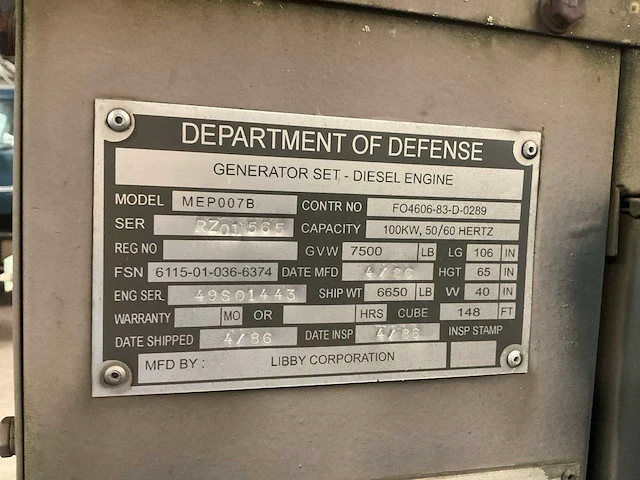 DEPARTMENT OF DEFENSE
GENERATOR SET - DIESEL ENGINE
MODEL MEP007B CONTR NO FO4606-83-D-0289
SER CAPACITY 100KW, 50/60 HERTZ
REG NO GVW 7500 LB LG 106 IN
FSN 6115-01-036-6374 DATE MFD 4/86 HGT 65 IN
ENG SER 49S01443 SHIP WT 6650 LB W 40 IN
WARRANTY MO OR HRS CUBE 148 FT
DATE SHIPPED 4/86 DATE INSP 4/86 INSP STAMP
MFD BY : LIBBY CORPORATION